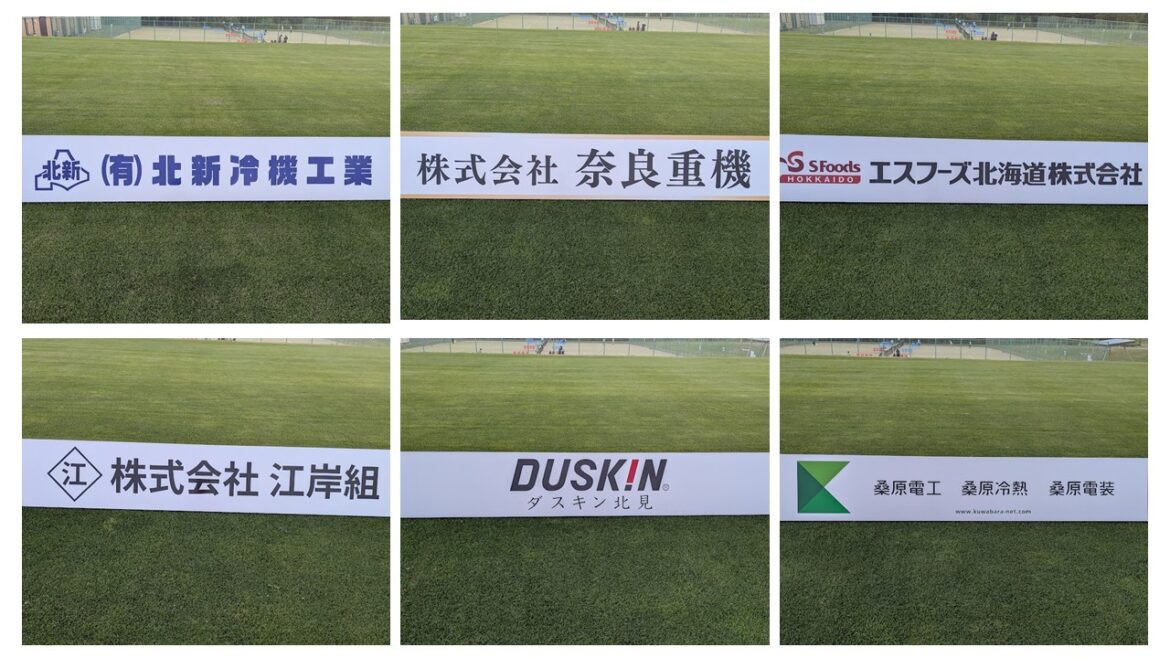 北新 (有)北新冷機工業
株式会社 奈良重機
S SFoods
HOKKAIDO
エスフーズ北海道株式会社
江 株式会社 江岸組
DUSK!N
ダスキン北見
桑原電工 桑原冷熱 桑原電装
www.kuwabara-net.com